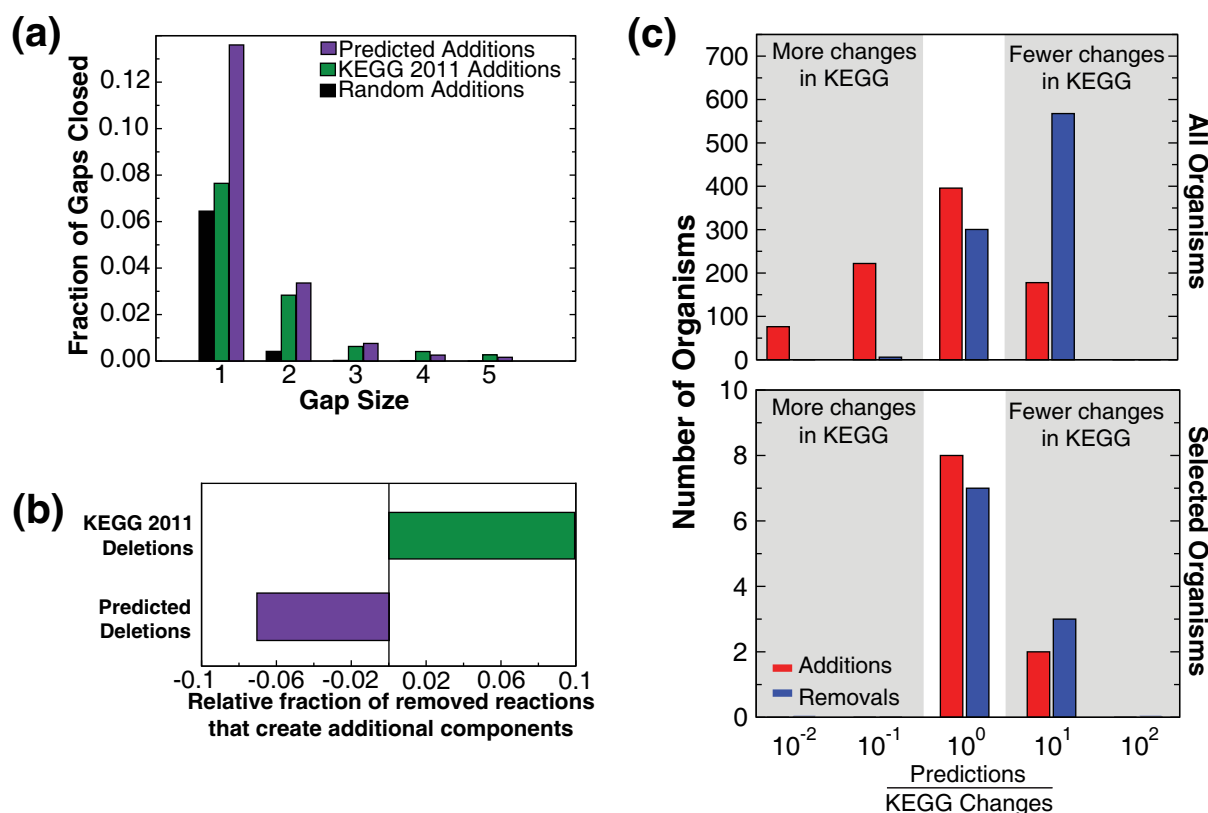 (a)
Predicted Additions
KEGG 2011 Additions
Random Additions
Fraction of Gaps Closed
0.12
0.10
0.08
0.06
0.04
0.02
0.00
1 2 3 4 5
Gap Size
(b)
KEGG 2011
Deletions
Predicted
Deletions
-0.1 -0.06 -0.02 0.02 0.06 0.1
Relative fraction of removed reactions
that create additional components
(c)
Number of Organisms
700
600
500
400
300
200
100
0
More changes
in KEGG
Fewer changes
in KEGG
All Organisms
10
8
6
4
2
0
More changes
in KEGG
Fewer changes
in KEGG
Additions
Removals
Selected Organisms
10-2 10-1 100 101 102
Predictions
KEGG Changes